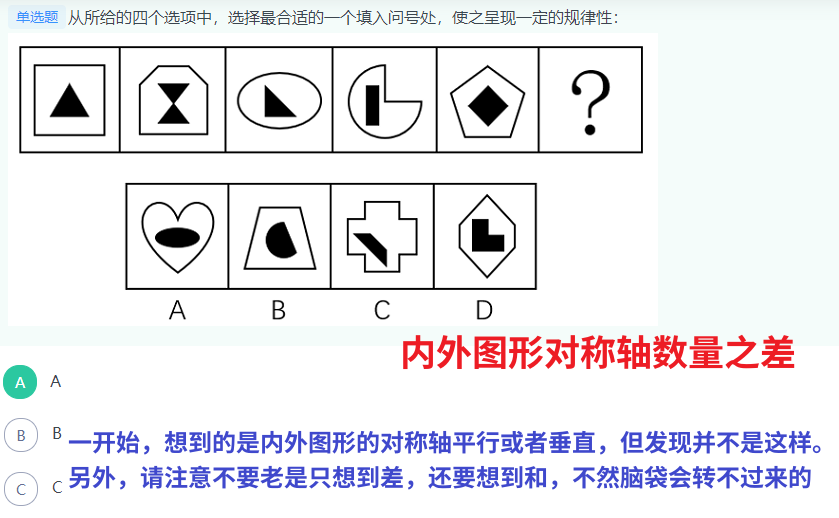 单选题 从所给的四个选项中，选择最合适的一个填入问号处，使之呈现一定的规律性：
?
A B C D
内外图形对称轴数量之差
A A
B B
一开始，想到的是内外图形的对称轴平行或者垂直，但发现并不是这样。
另外，请注意不要老是只想到差，还要想到和，不然脑袋会转不过来的
C C